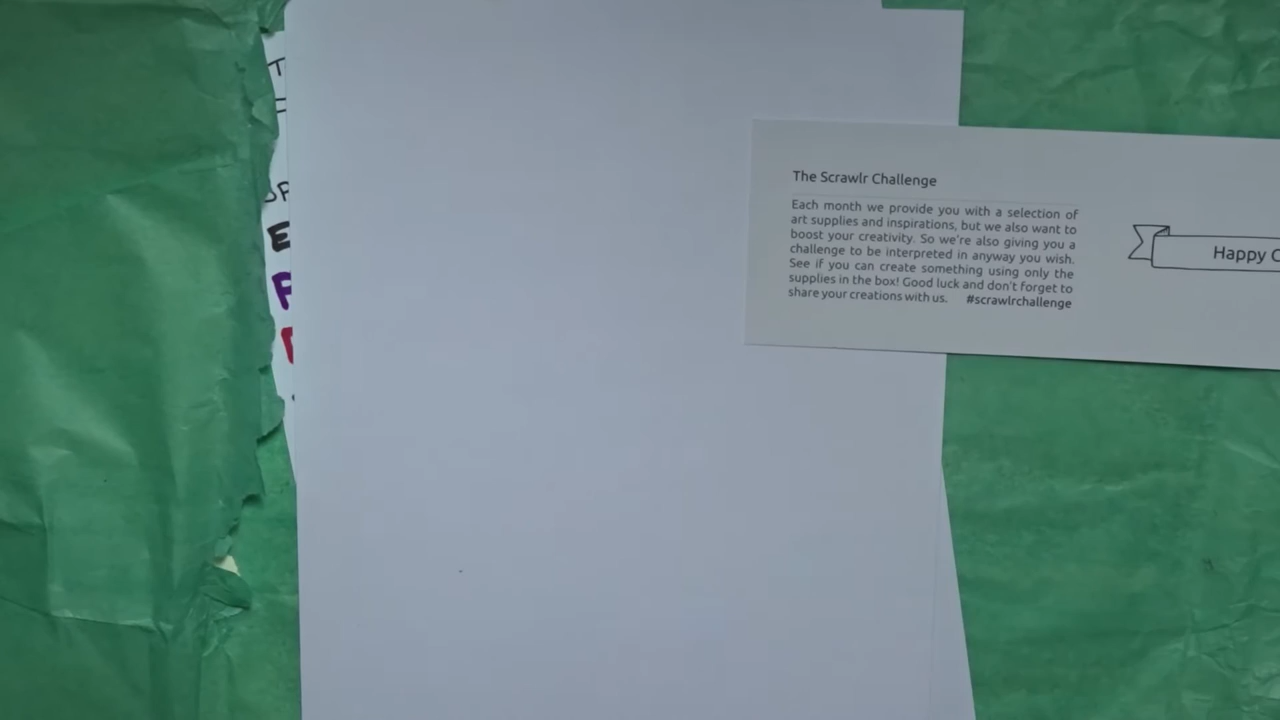 The Scrawlr Challenge
Each month we provide you with a selection of
art supplies and inspirations, but we also want to
boost your creativity. So we're also giving you a
challenge to be interpreted in anyway you wish.
See if you can create something using only the
supplies in the box! Good luck and don't forget to
share your creations with us. #scrawlrchallenge
Happy